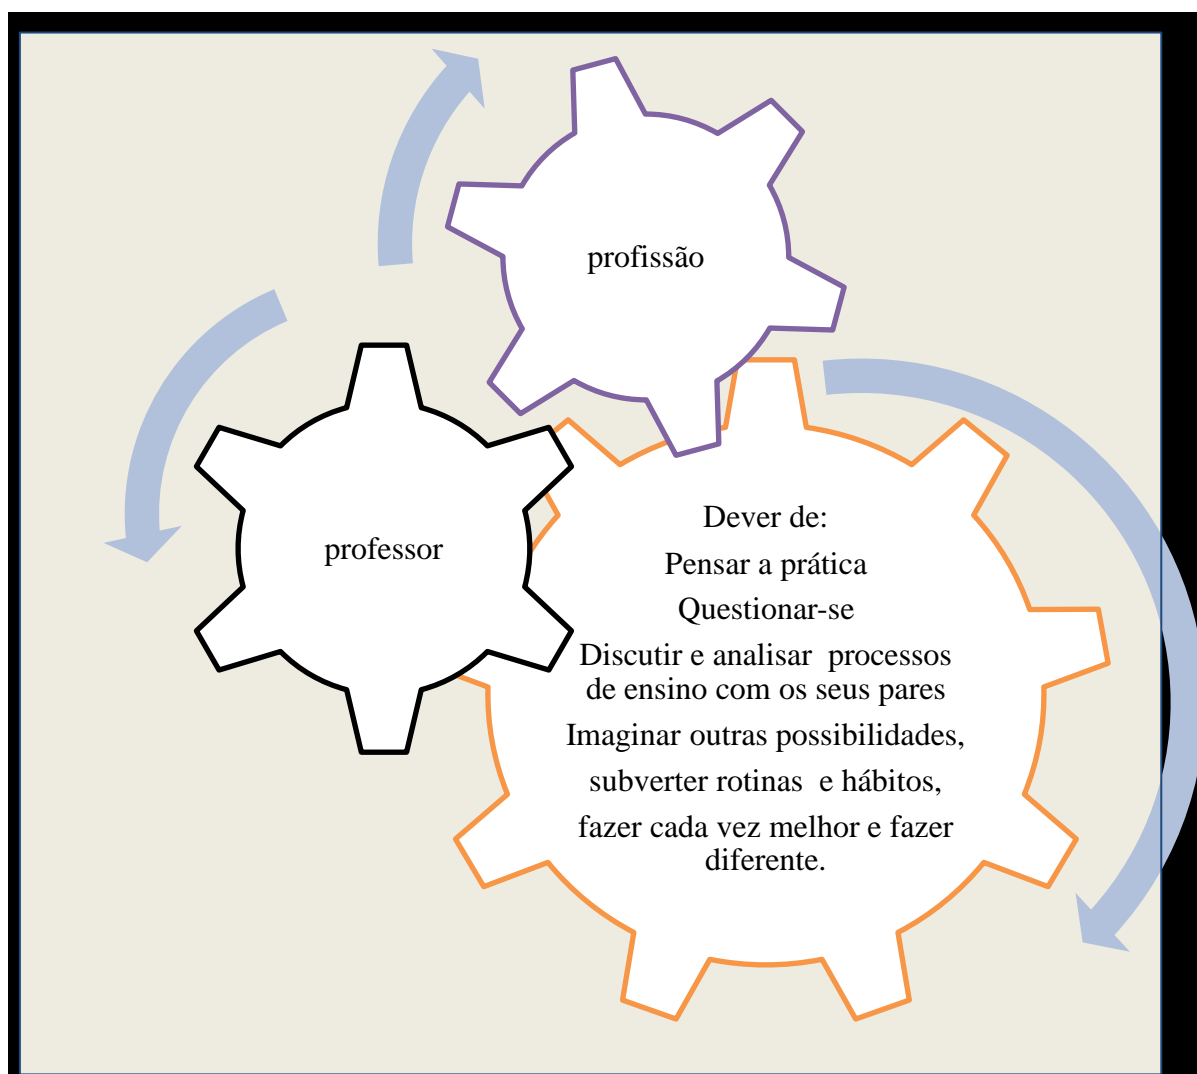 profissão
professor
Dever de:
Pensar a prática
Questionar-se
Discutir e analisar  processos
de ensino com os seus pares
Imaginar outras possibilidades,
subverter rotinas  e hábitos,
fazer cada vez melhor e fazer
diferente.